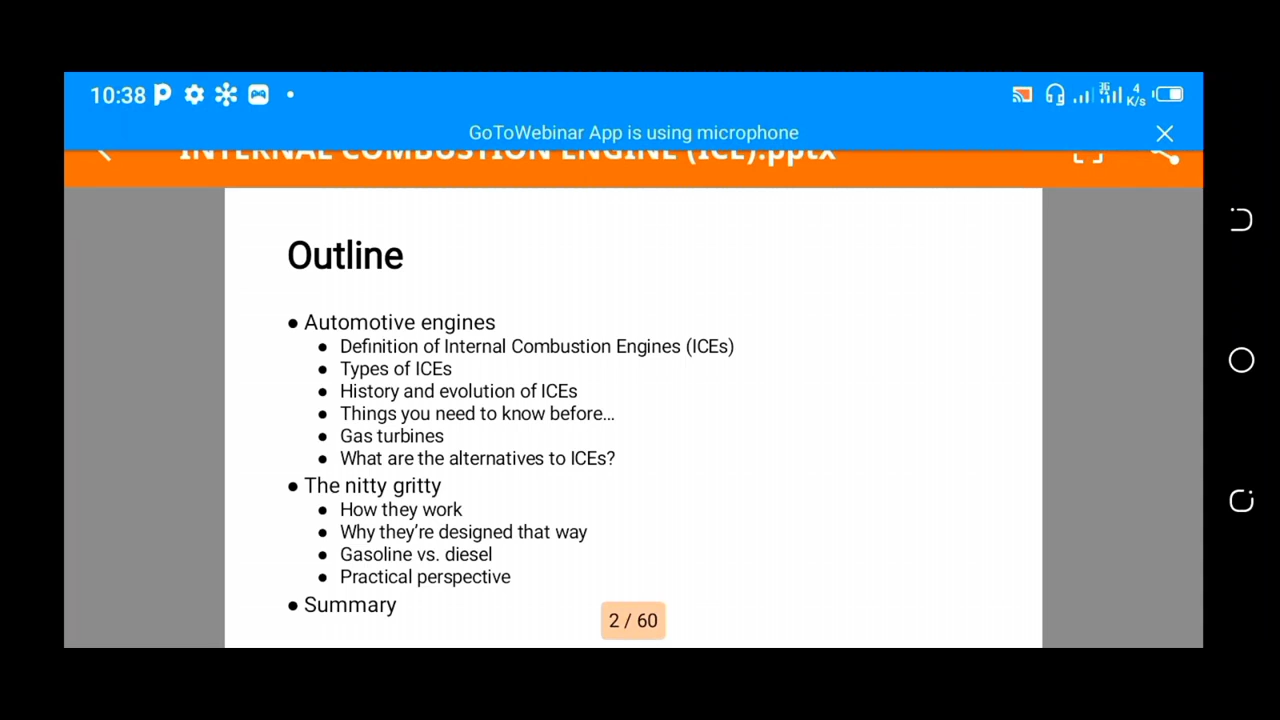 10:38
4
K/s
GoToWebinar App is using microphone
INTERNAL COMBUSTION ENGINE (ICE).pptx
Outline
• Automotive engines
• Definition of Internal Combustion Engines (ICEs)
• Types of ICEs
• History and evolution of ICEs
• Things you need to know before…
• Gas turbines
• What are the alternatives to ICEs?
• The nitty gritty
• How they work
• Why they’re designed that way
• Gasoline vs. diesel
• Practical perspective
• Summary
2 / 60